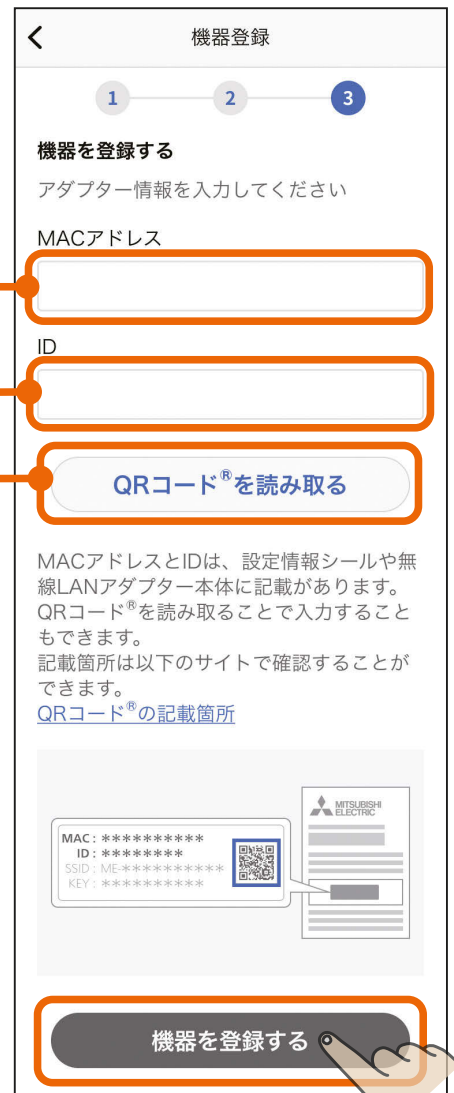 機器登録
1 2 3
機器を登録する
アダプター情報を入力してください
MACアドレス
ID
QRコード®を読み取る
MACアドレスとIDは、設定情報シールや無
線LANアダプター本体に記載があります。
QRコード®を読み取ることで入力すること
もできます。
記載箇所は以下のサイトで確認することが
できます。
QRコード®の記載箇所
MITSUBISHI
ELECTRIC
MAC: **********
ID: ********
SSID: ME-**********
KEY: **********
機器を登録する